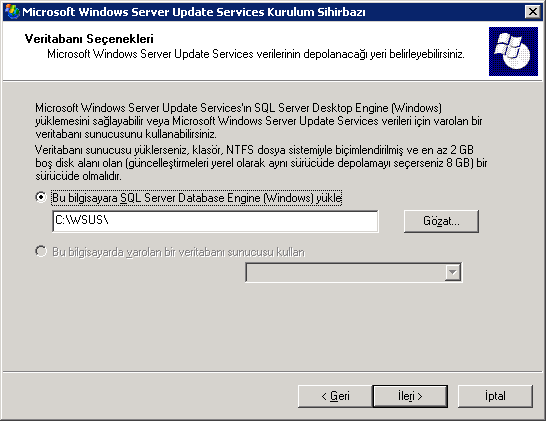 Microsoft Windows Server Update Services Kurulum Sihirbazı
Veritabanı Seçenekleri
Microsoft Windows Server Update Services verilerinin depolanacağı yeri belirleyebilirsiniz.
Microsoft Windows Server Update Services'ın SQL Server Desktop Engine (Windows)
yüklemesini sağlayabilir veya Microsoft Windows Server Update Services verileri için varolan bir
veritabanı sunucusunu kullanabilirsiniz.
Veritabanı sunucusu yüklerseniz, klasör, NTFS dosya sistemiyle biçimlendirilmiş ve en az 2 GB
boş disk alanı olan (güncelleştirmeleri yerel olarak aynı sürücüde depolamayı seçerseniz 8 GB) bir
sürücüde olmalıdır.
Bu bilgisayara SQL Server Database Engine (Windows) yükle
C:\WSUS\
Gözat...
Bu bilgisayarda varolan bir veritabanı sunucusu kullan
< Geri
İleri >
İptal